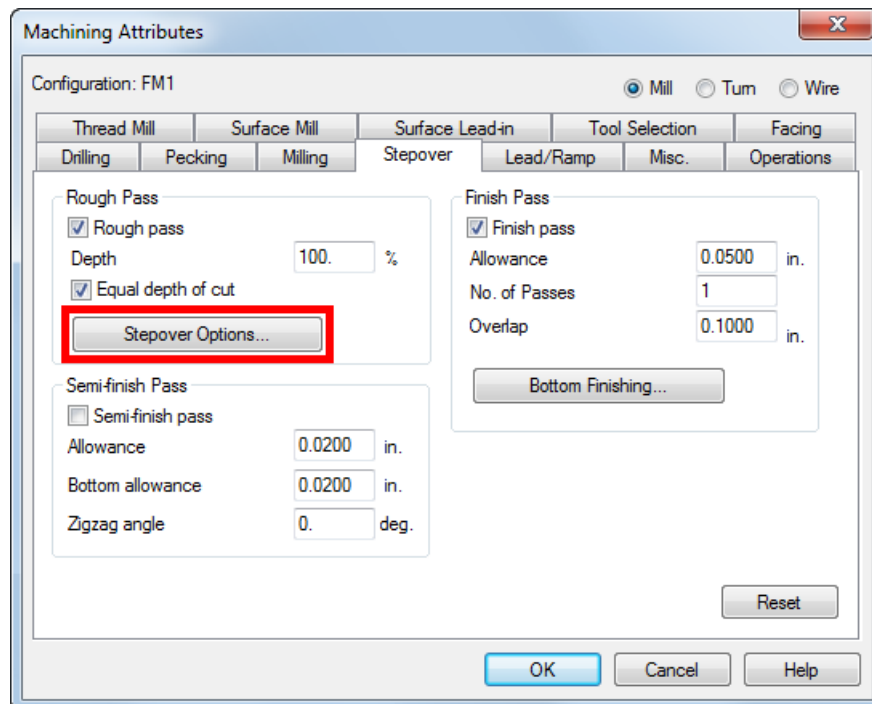 Machining Attributes
Configuration: FM1
Mill Turn Wire
Thread Mill Surface Mill Surface Lead-in Tool Selection Facing
Drilling Pecking Milling Stepover Lead/Ramp Misc. Operations
Rough Pass
Rough pass
Depth 100. %
Equal depth of cut
Stepover Options...
Semi-finish Pass
Semi-finish pass
Allowance 0.0200 in.
Bottom allowance 0.0200 in.
Zigzag angle 0. deg.
Finish Pass
Finish pass
Allowance 0.0500 in.
No. of Passes 1
Overlap 0.1000 in.
Bottom Finishing...
Reset
OK Cancel Help